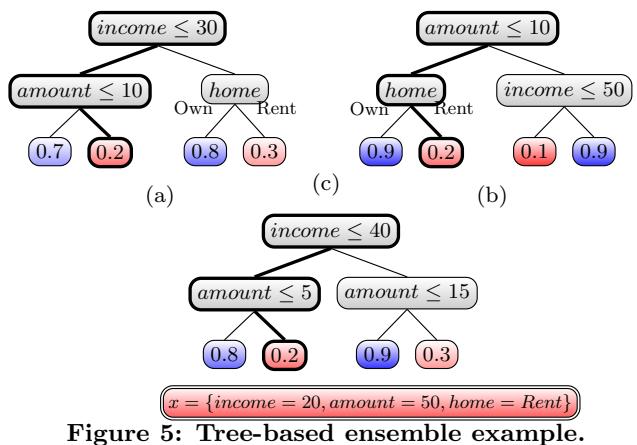 income ≤ 30
amount ≤ 10
amount ≤ 10
home
home
income ≤ 50
Own
Rent
Own
Rent
0.7
0.2
0.8
0.3
0.9
0.2
0.1
0.9
(a)
(c)
(b)
income ≤ 40
amount ≤ 5
amount ≤ 15
0.8
0.2
0.9
0.3
x = {income = 20, amount = 50, home = Rent}
Figure 5: Tree-based ensemble example.